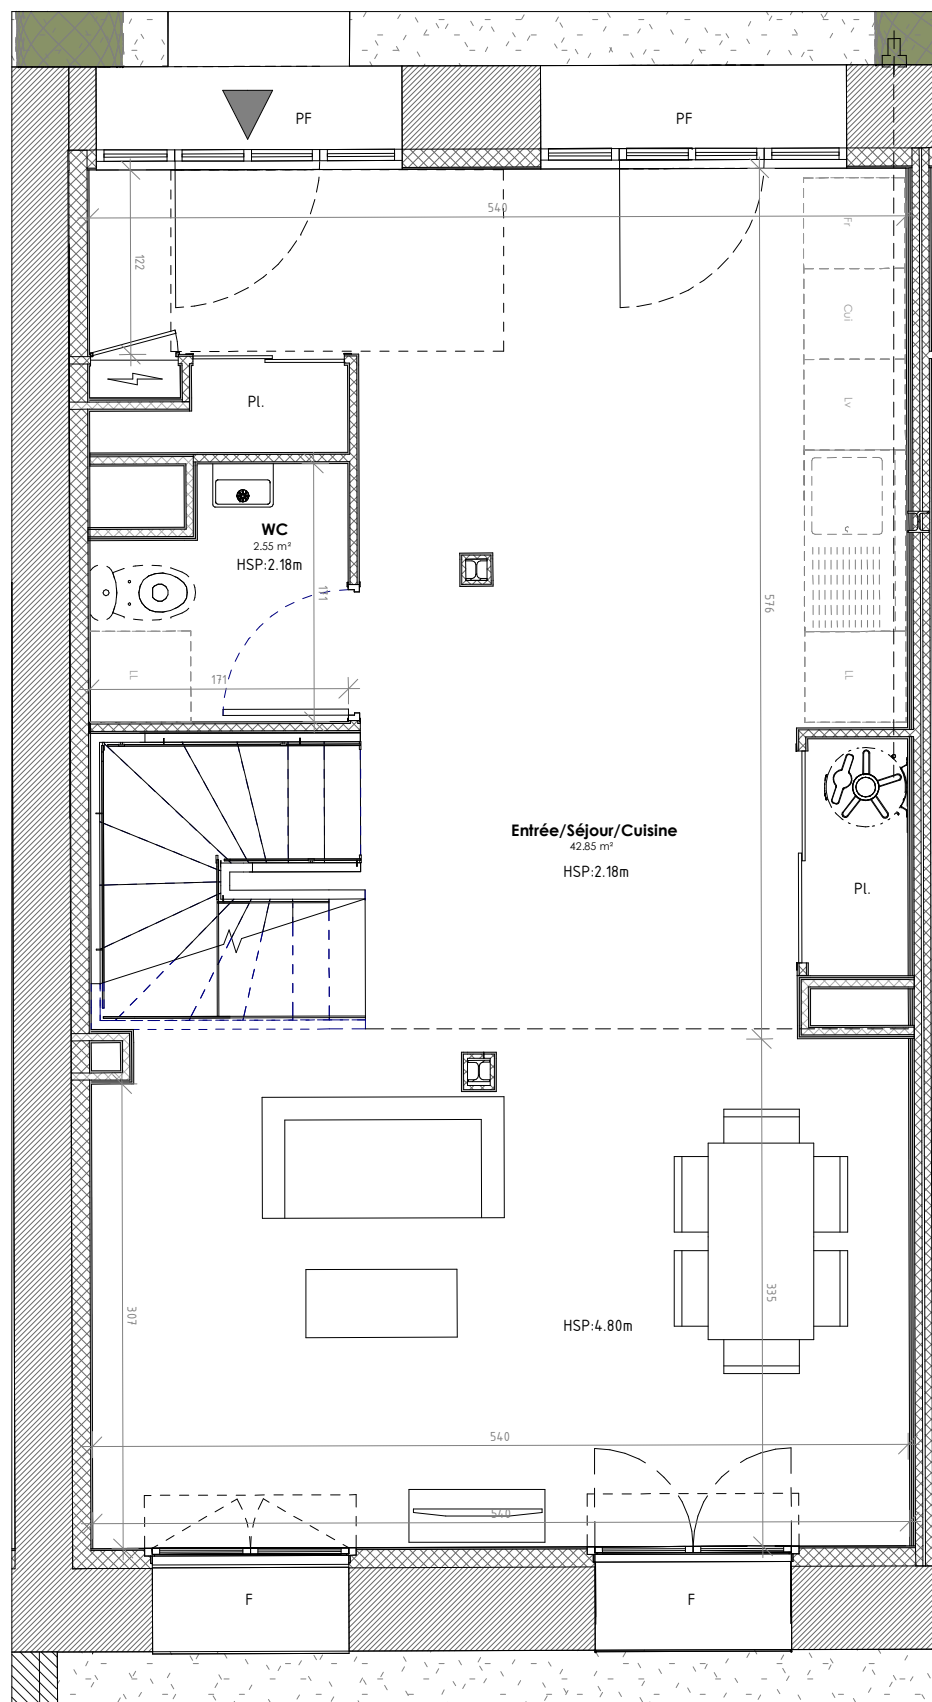 PF
PF
540
122
Fr
Cui
Lv
Pl.
WC
2.55 m²
HSP:2.18m
171
576
LL
171
LL
Entrée/Séjour/Cuisine
42.85 m²
HSP:2.18m
Pl.
307
335
HSP:4.80m
540
540
F
F